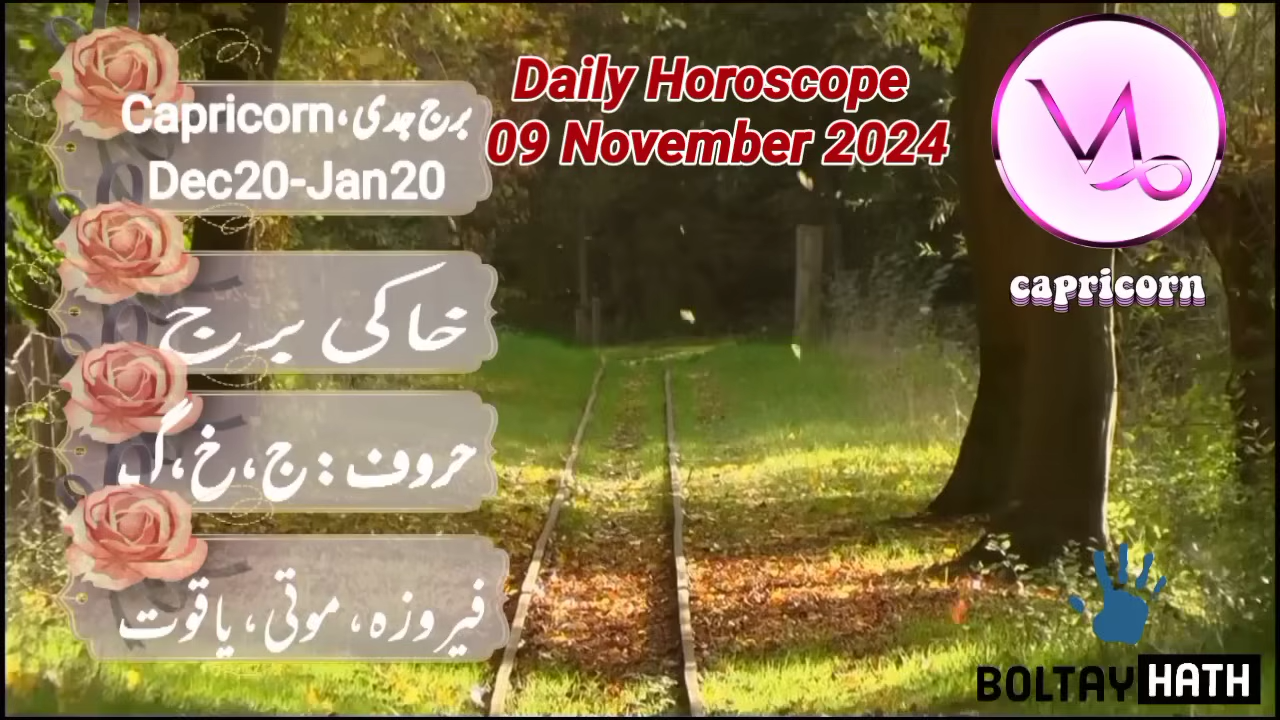 Daily Horoscope
09 November 2024
Capricorn، برج جدی
Dec20-Jan20
خاکی برج
حروف : ج، خ، گ
فیروزہ، موتی، یاقوت
capricorn
BOLTAY HATH